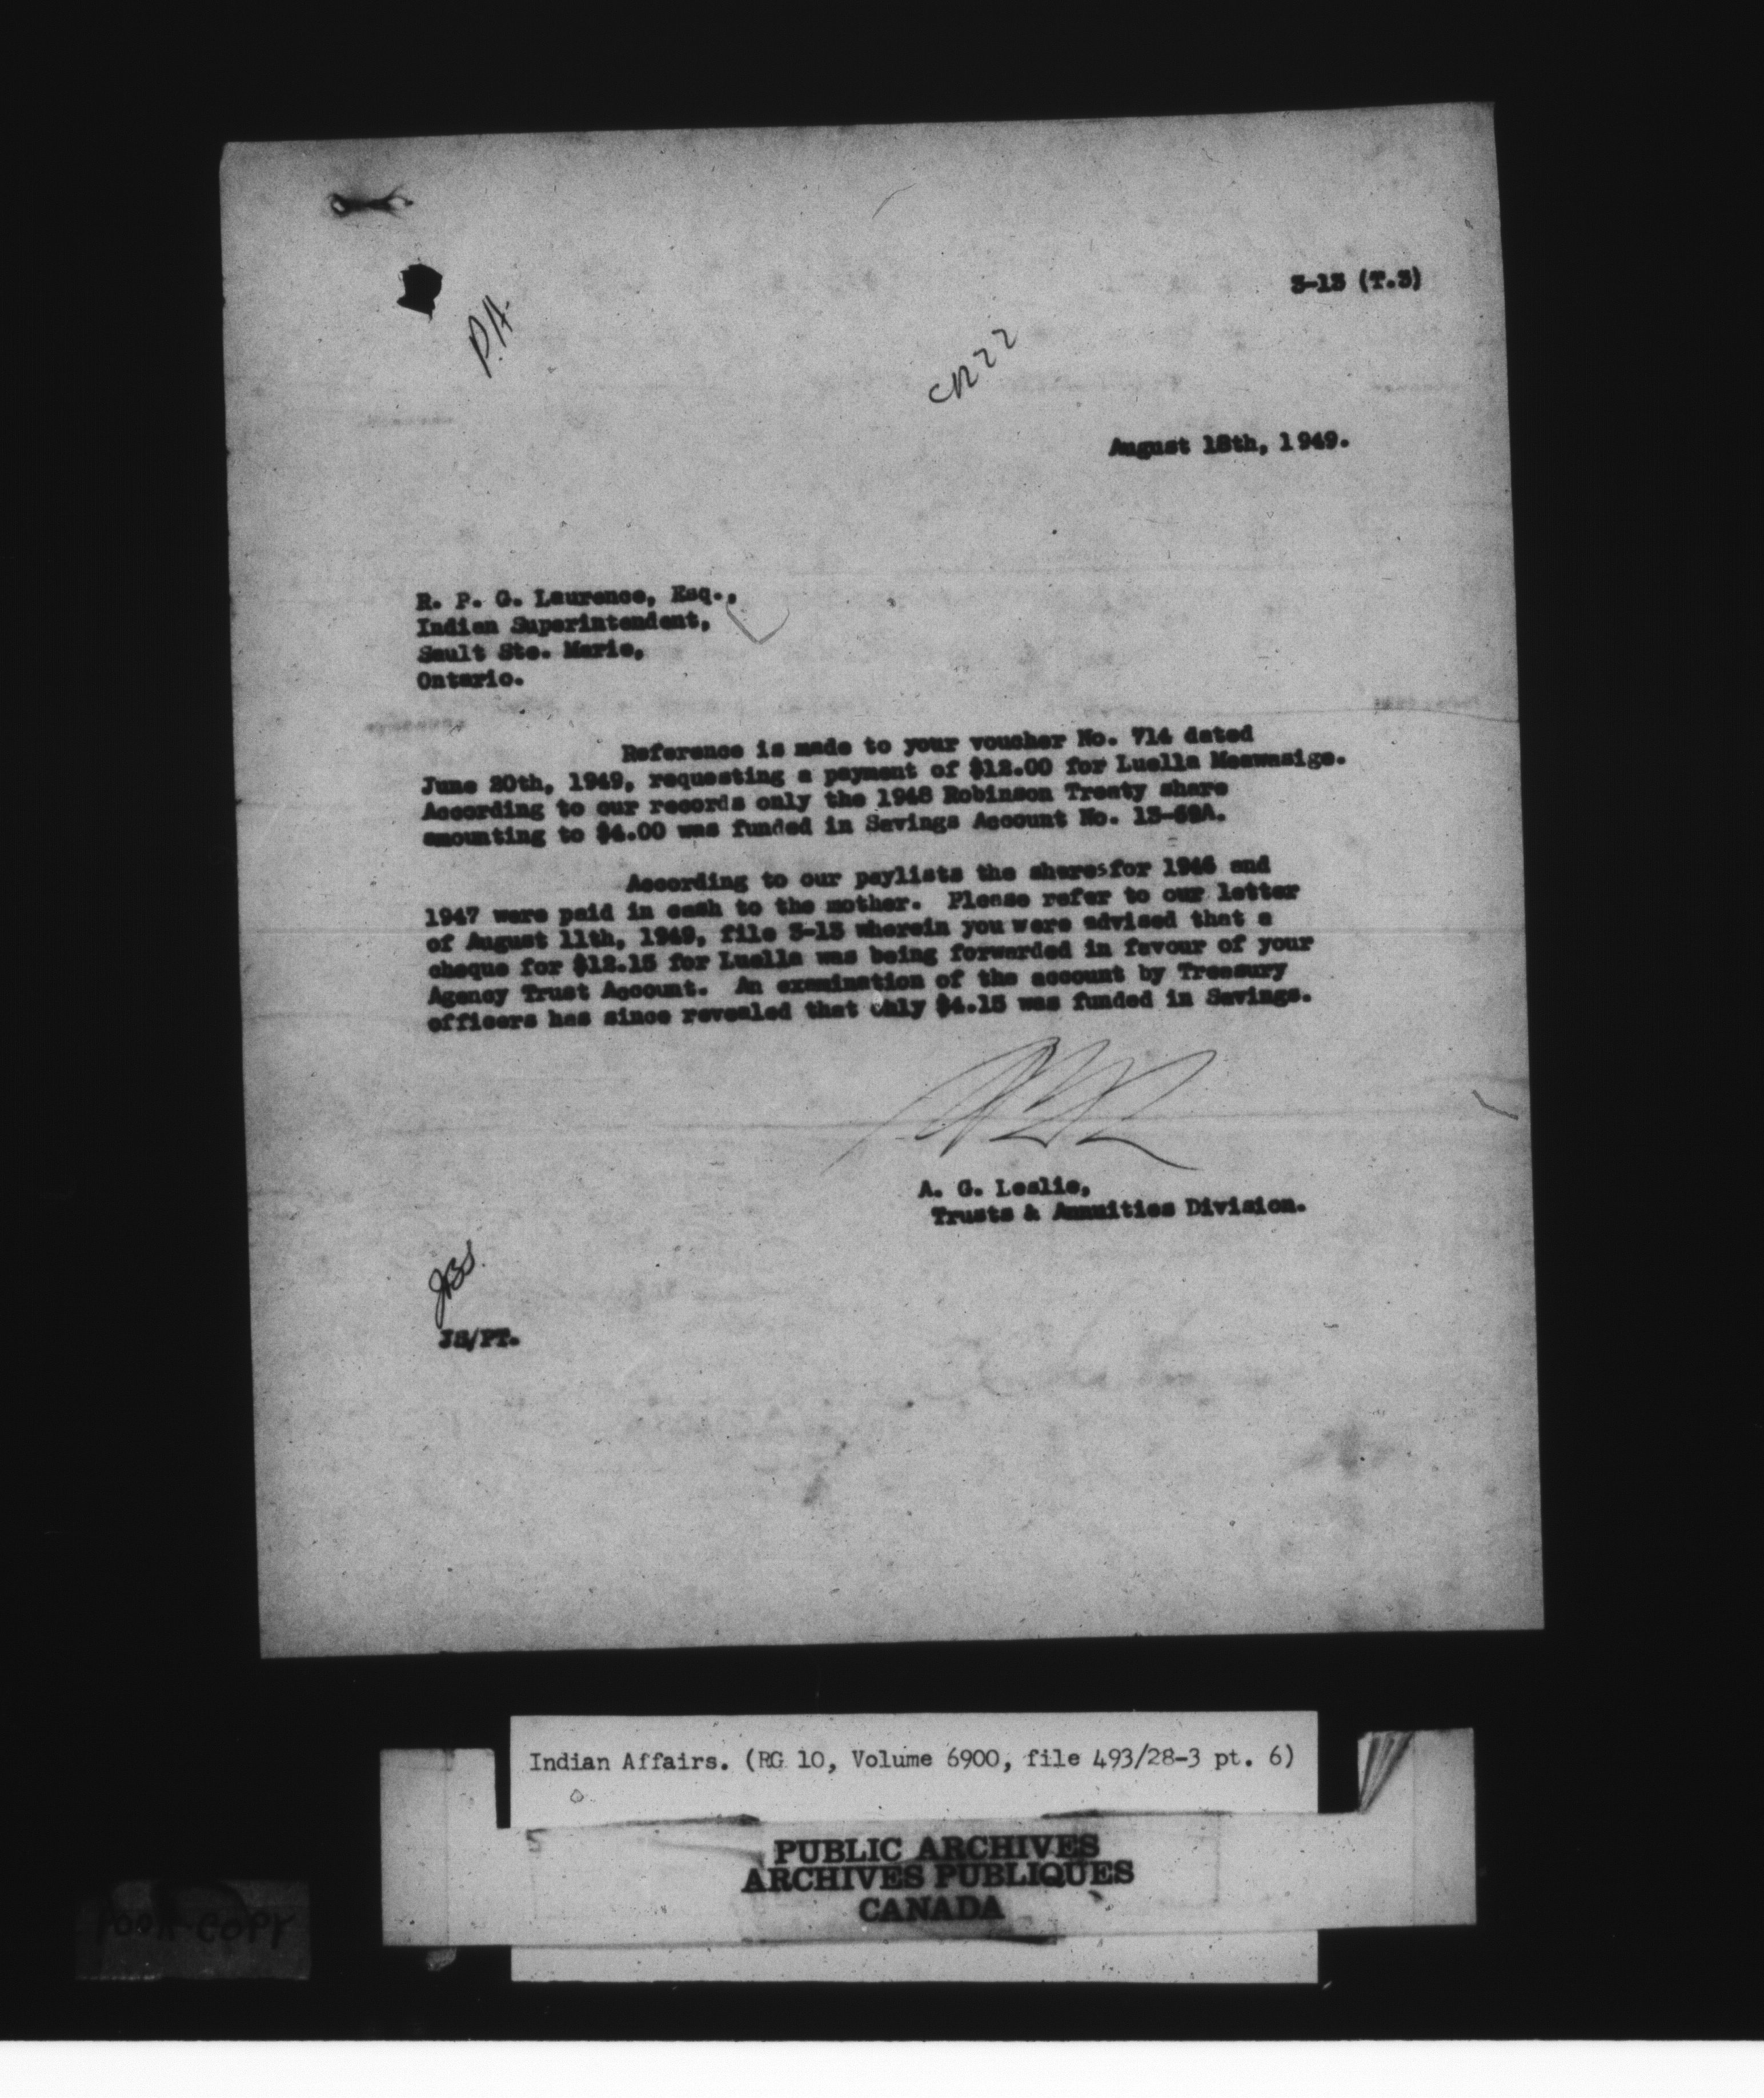 3-13 (T.3)
P.A.
August 18th, 1949.
R. P. G. Laurence, Esq.,
Indian Superintendent,
Sault Ste. Marie,
Ontario.
Reference is made to your voucher No. 714 dated
June 20th, 1949, requesting a payment of $12.00 for Luella Meawasige.
According to our records only the 1948 Robinson Treaty share
amounting to $4.00 was funded in Savings Account No. 13-62A.
According to our paylists the shares for 1946 and
1947 were paid in cash to the mother. Please refer to our letter
of August 11th, 1949, file 3-13 wherein you were advised that a
cheque for $12.15 for Luella was being forwarded in favour of your
Agency Trust Account. An examination of the account by Treasury
officers has since revealed that only $4.15 was funded in Savings.
A. G. Leslie,
Trusts & Annuities Division.
JBS.
JS/PT.
Indian Affairs. (RG 10, Volume 6900, file 493/28-3 pt. 6)
PUBLIC ARCHIVES
ARCHIVES PUBLIQUES
CANADA
POOR COPY